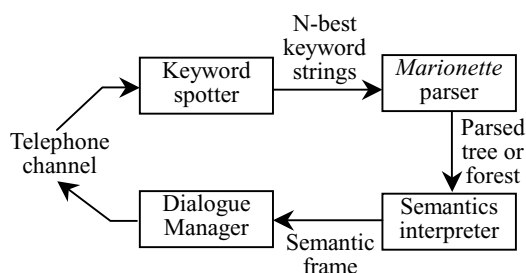 N-best
keyword
strings
Keyword
spotter
Marionette
parser
Telephone
channel
Parsed
tree or
forest
Dialogue
Manager
Semantics
interpreter
Semantic
frame